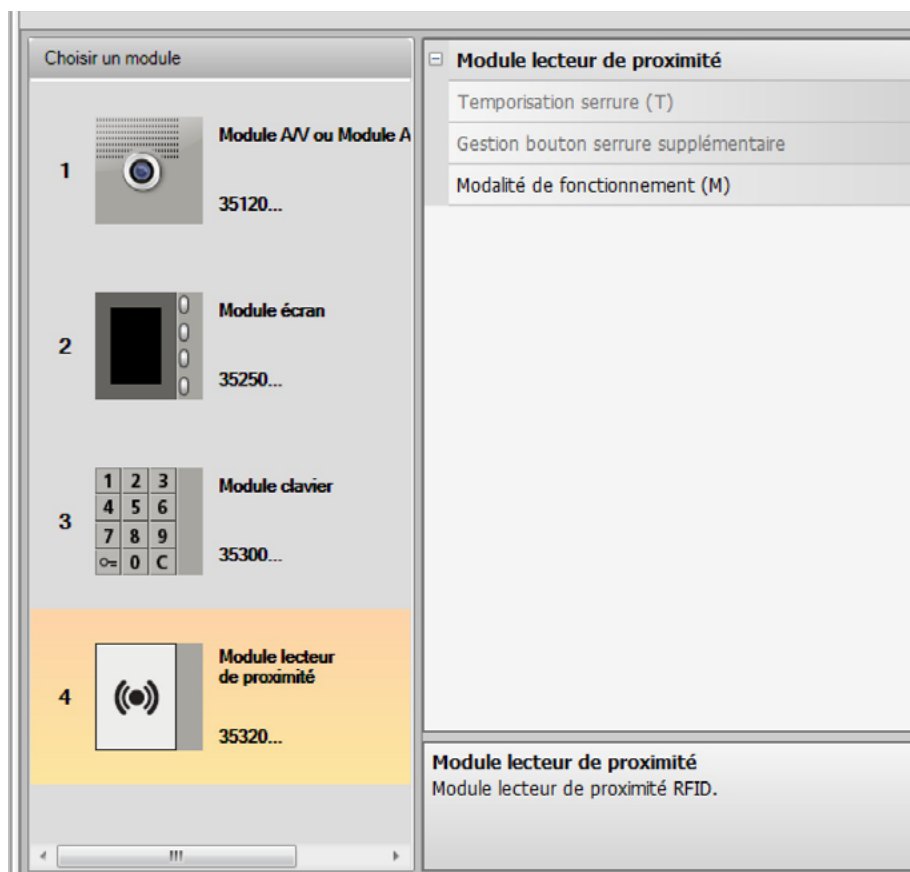 Choisir un module
1
Module A/V ou Module A
35120...
2
Module écran
35250...
1 2 3
4 5 6
7 8 9
0 C
3
Module clavier
35300...
4
Module lecteur
de proximité
35320...
Module lecteur de proximité
Temporisation serrure (T)
Gestion bouton serrure supplémentaire
Modalité de fonctionnement (M)
Module lecteur de proximité
Module lecteur de proximité RFID.